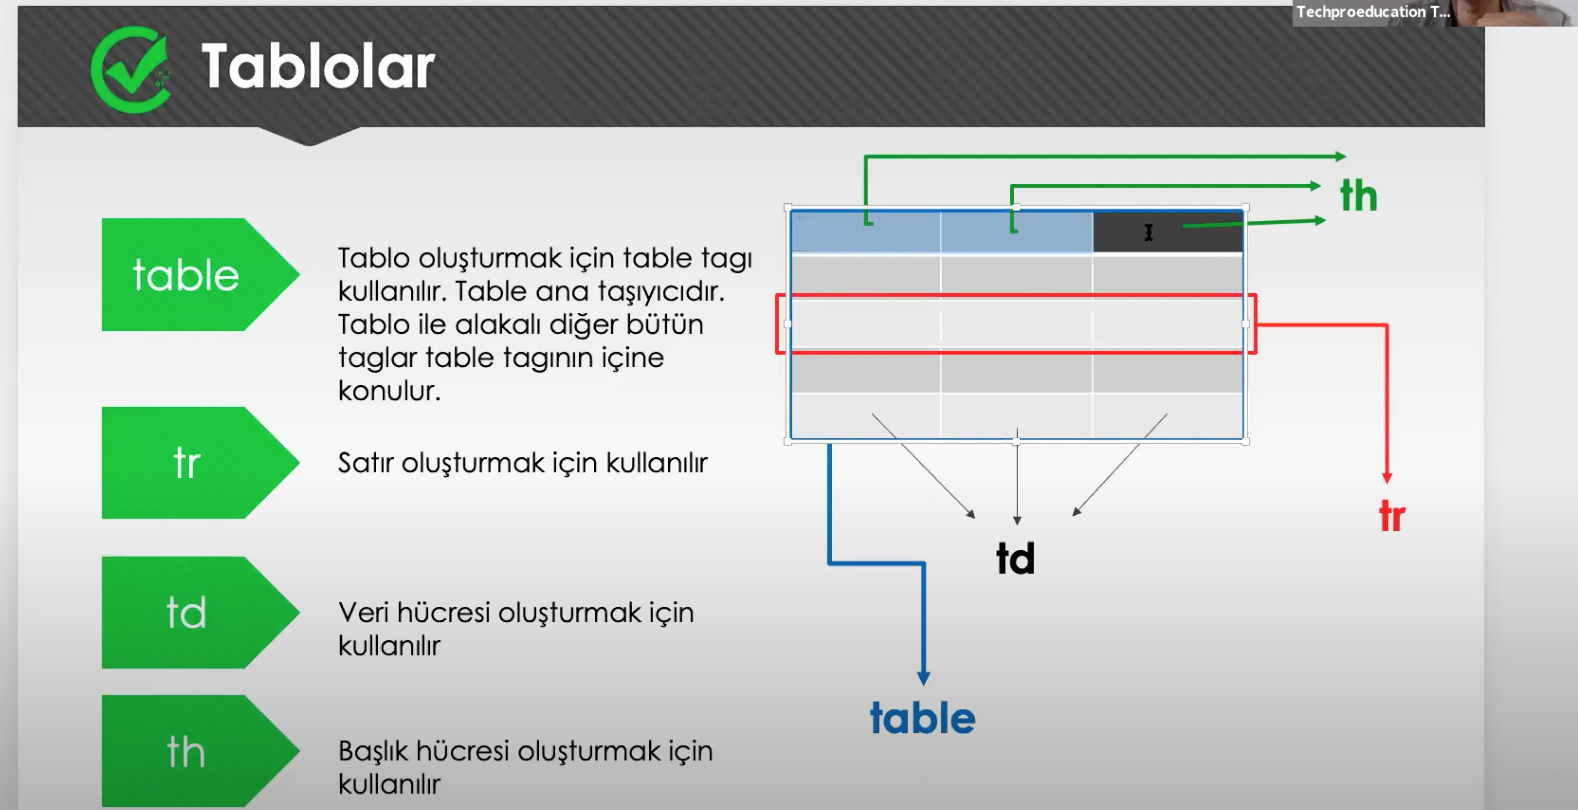 Techproeducation T...
Tablolar
table
Tablo oluşturmak için table tagı
kullanılır. Table ana taşıyıcıdır.
Tablo ile alakalı diğer bütün
taglar table tagının içine
konulur.
tr
Satır oluşturmak için kullanılır
td
Veri hücresi oluşturmak için
kullanılır
th
Başlık hücresi oluşturmak için
kullanılır
th
tr
td
table